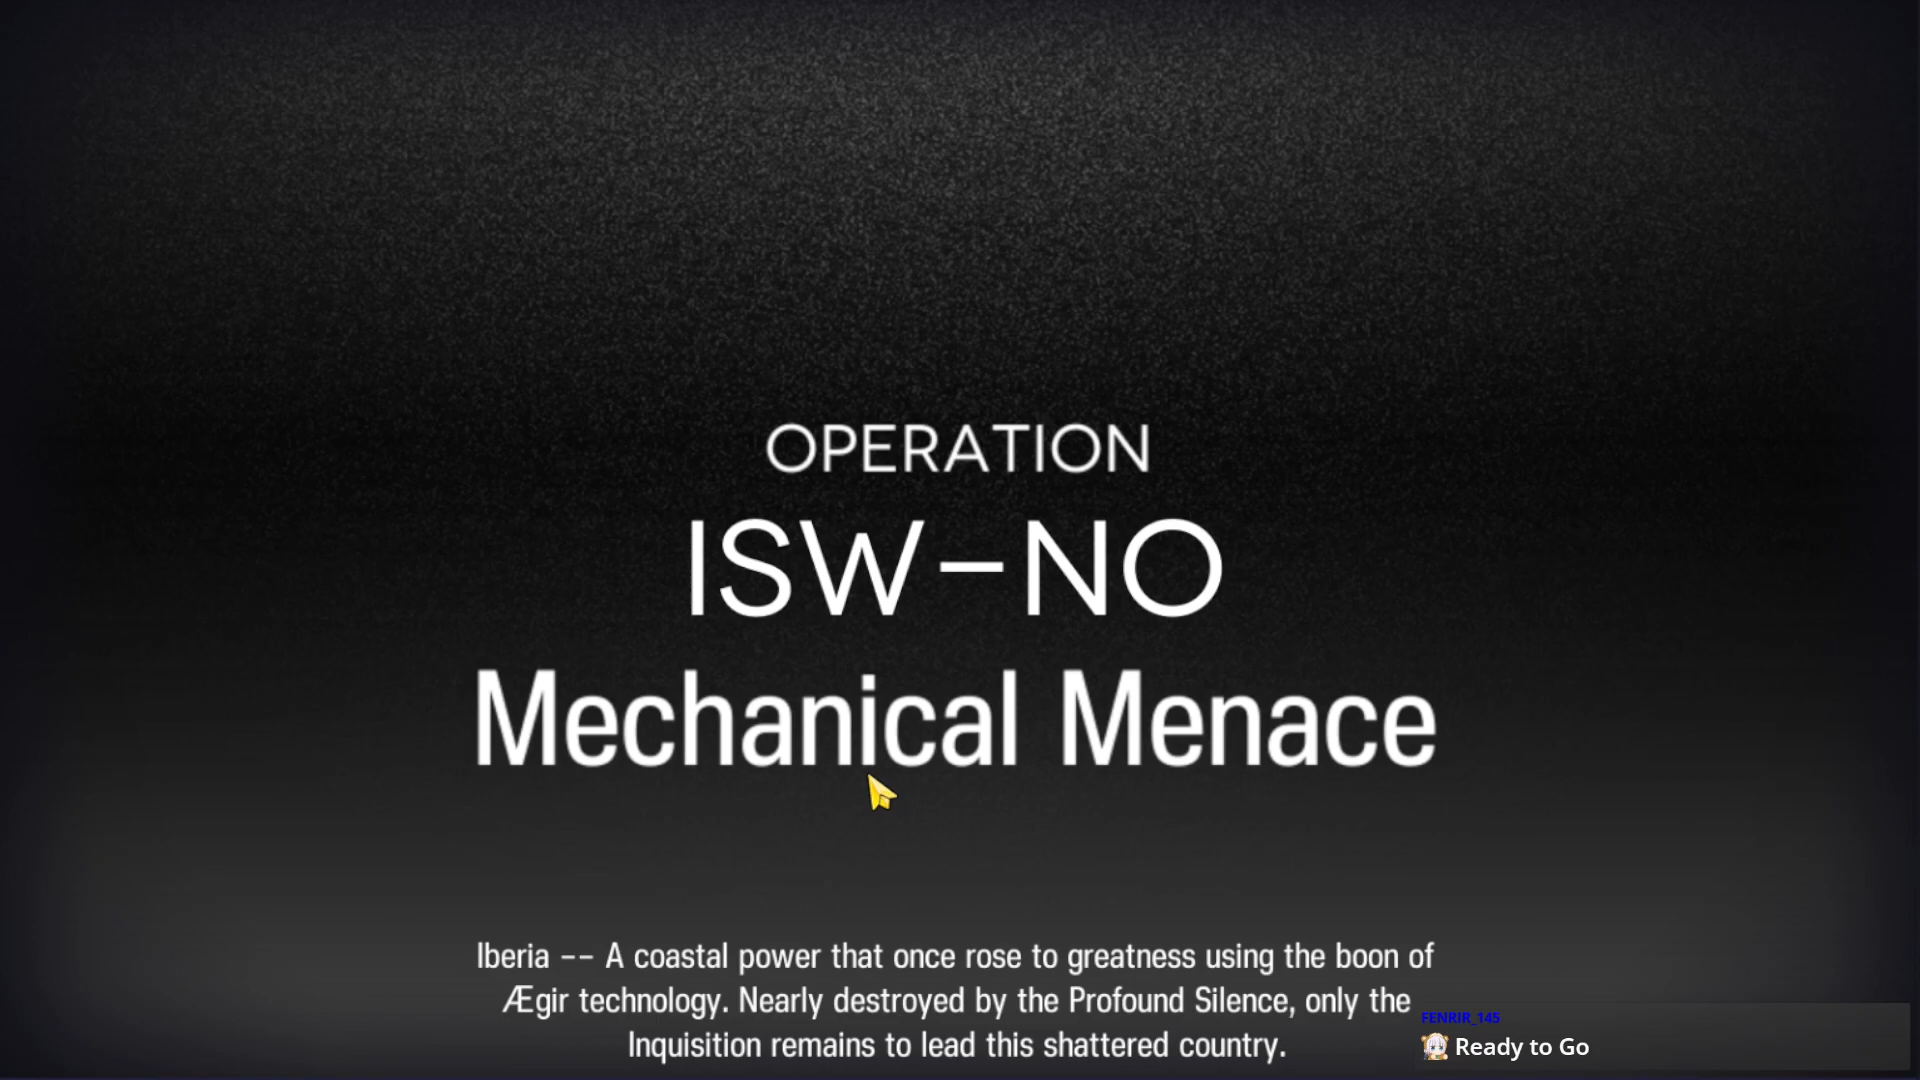 OPERATION
ISW-NO
Mechanical Menace
Iberia -- A coastal power that once rose to greatness using the boon of
Ægir technology. Nearly destroyed by the Profound Silence, only the
Inquisition remains to lead this shattered country.
FENRIR_145
Ready to Go